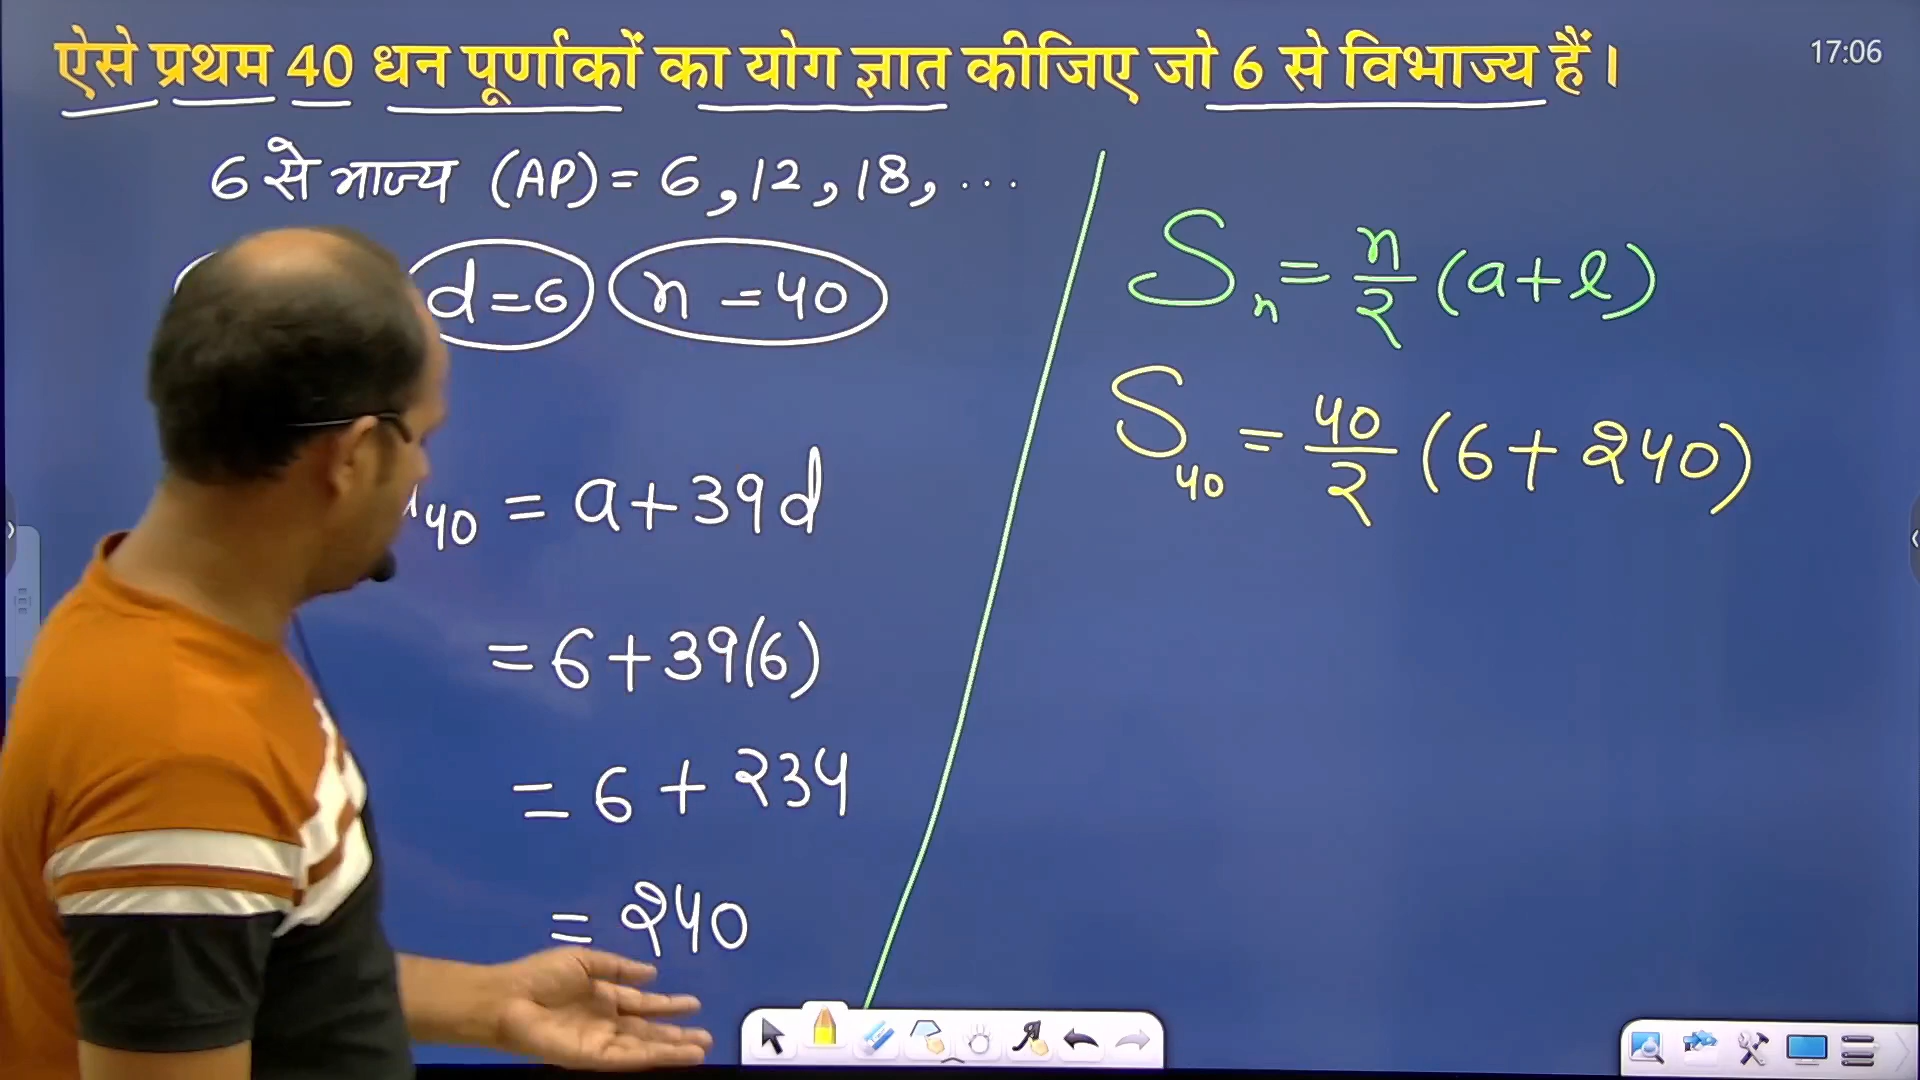 ऐसे प्रथम 40 धन पूर्णाकों का योग ज्ञात कीजिए जो 6 से विभाज्य हैं।
17:06
6 से भाज्य (AP) = 6, 12, 18, ...
d = 6 n = 40
40 = a + 39d
= 6 + 39(6)
= 6 + 234
= 240
Sn = n/2 (a + l)
S40 = 40/2 (6 + 240)